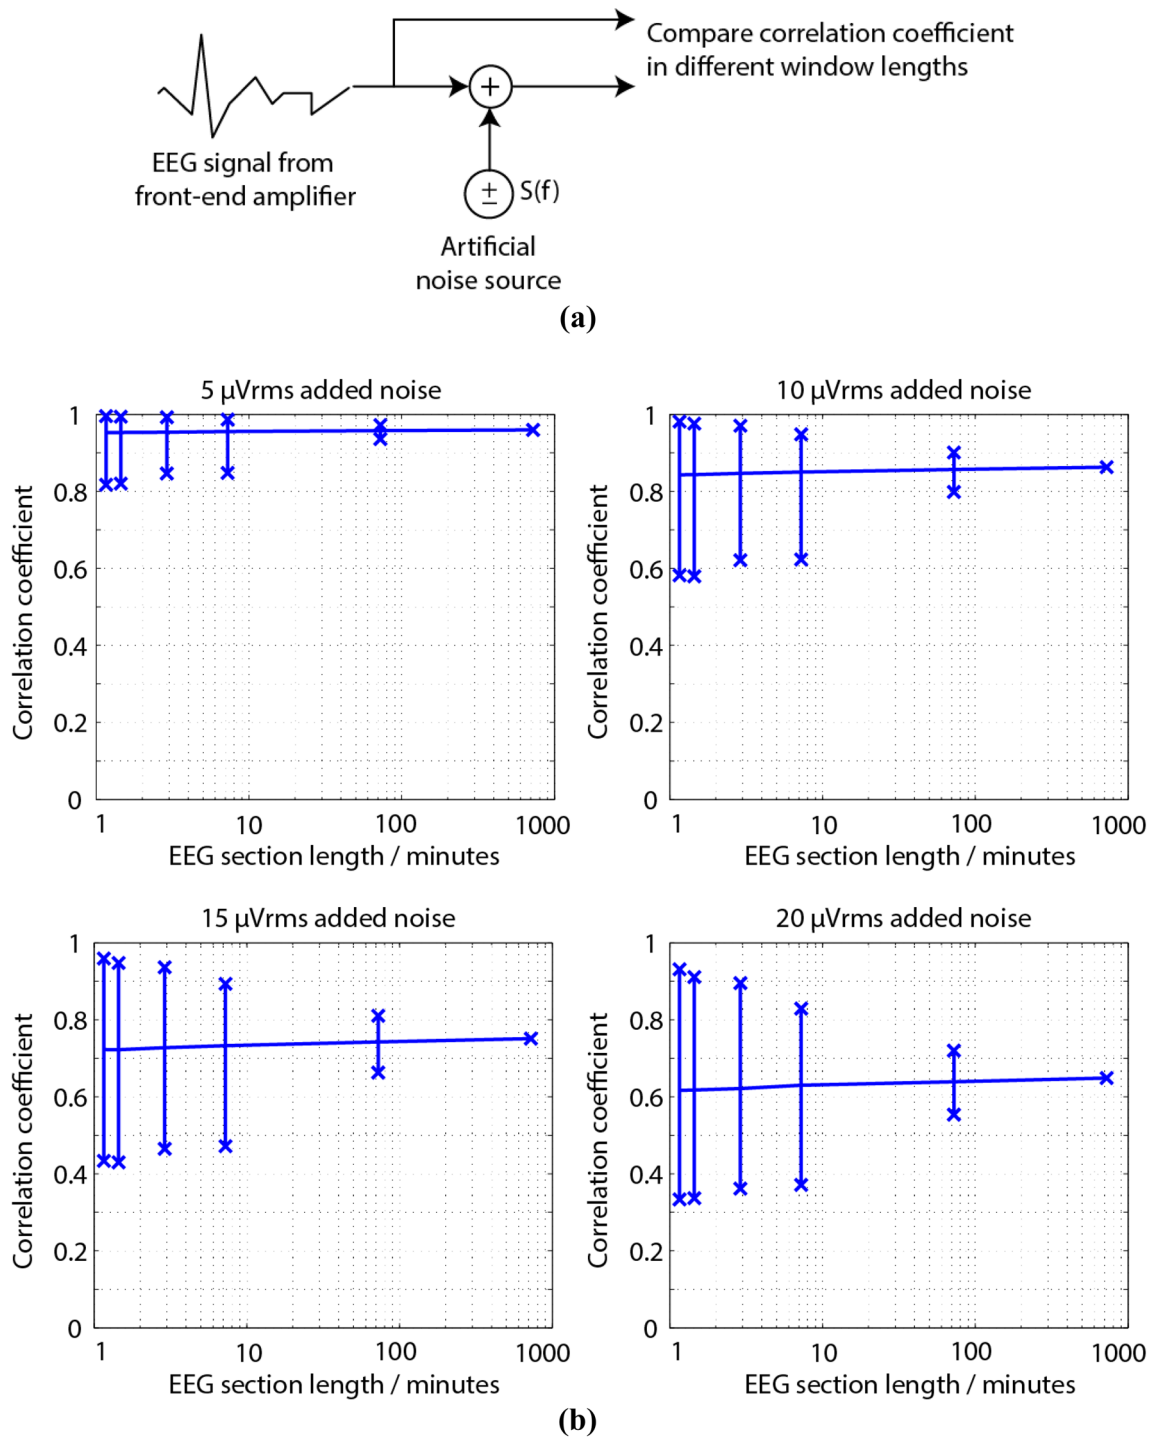 Compare correlation coefficient
in different window lengths
+
EEG signal from
front-end amplifier
± S(f)
Artificial
noise source
(a)
5 µVrms added noise
1
0.8
0.6
0.4
0.2
0
Correlation coefficient
1 10 100 1000
EEG section length / minutes
10 µVrms added noise
1
0.8
0.6
0.4
0.2
0
Correlation coefficient
1 10 100 1000
EEG section length / minutes
15 µVrms added noise
1
0.8
0.6
0.4
0.2
0
Correlation coefficient
1 10 100 1000
EEG section length / minutes
20 µVrms added noise
1
0.8
0.6
0.4
0.2
0
Correlation coefficient
1 10 100 1000
EEG section length / minutes
(b)